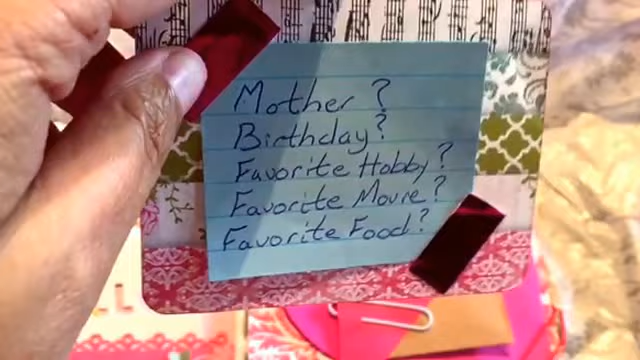 Mother?
Birthday?
Favorite Hobby?
Favorite Movie?
Favorite Food?